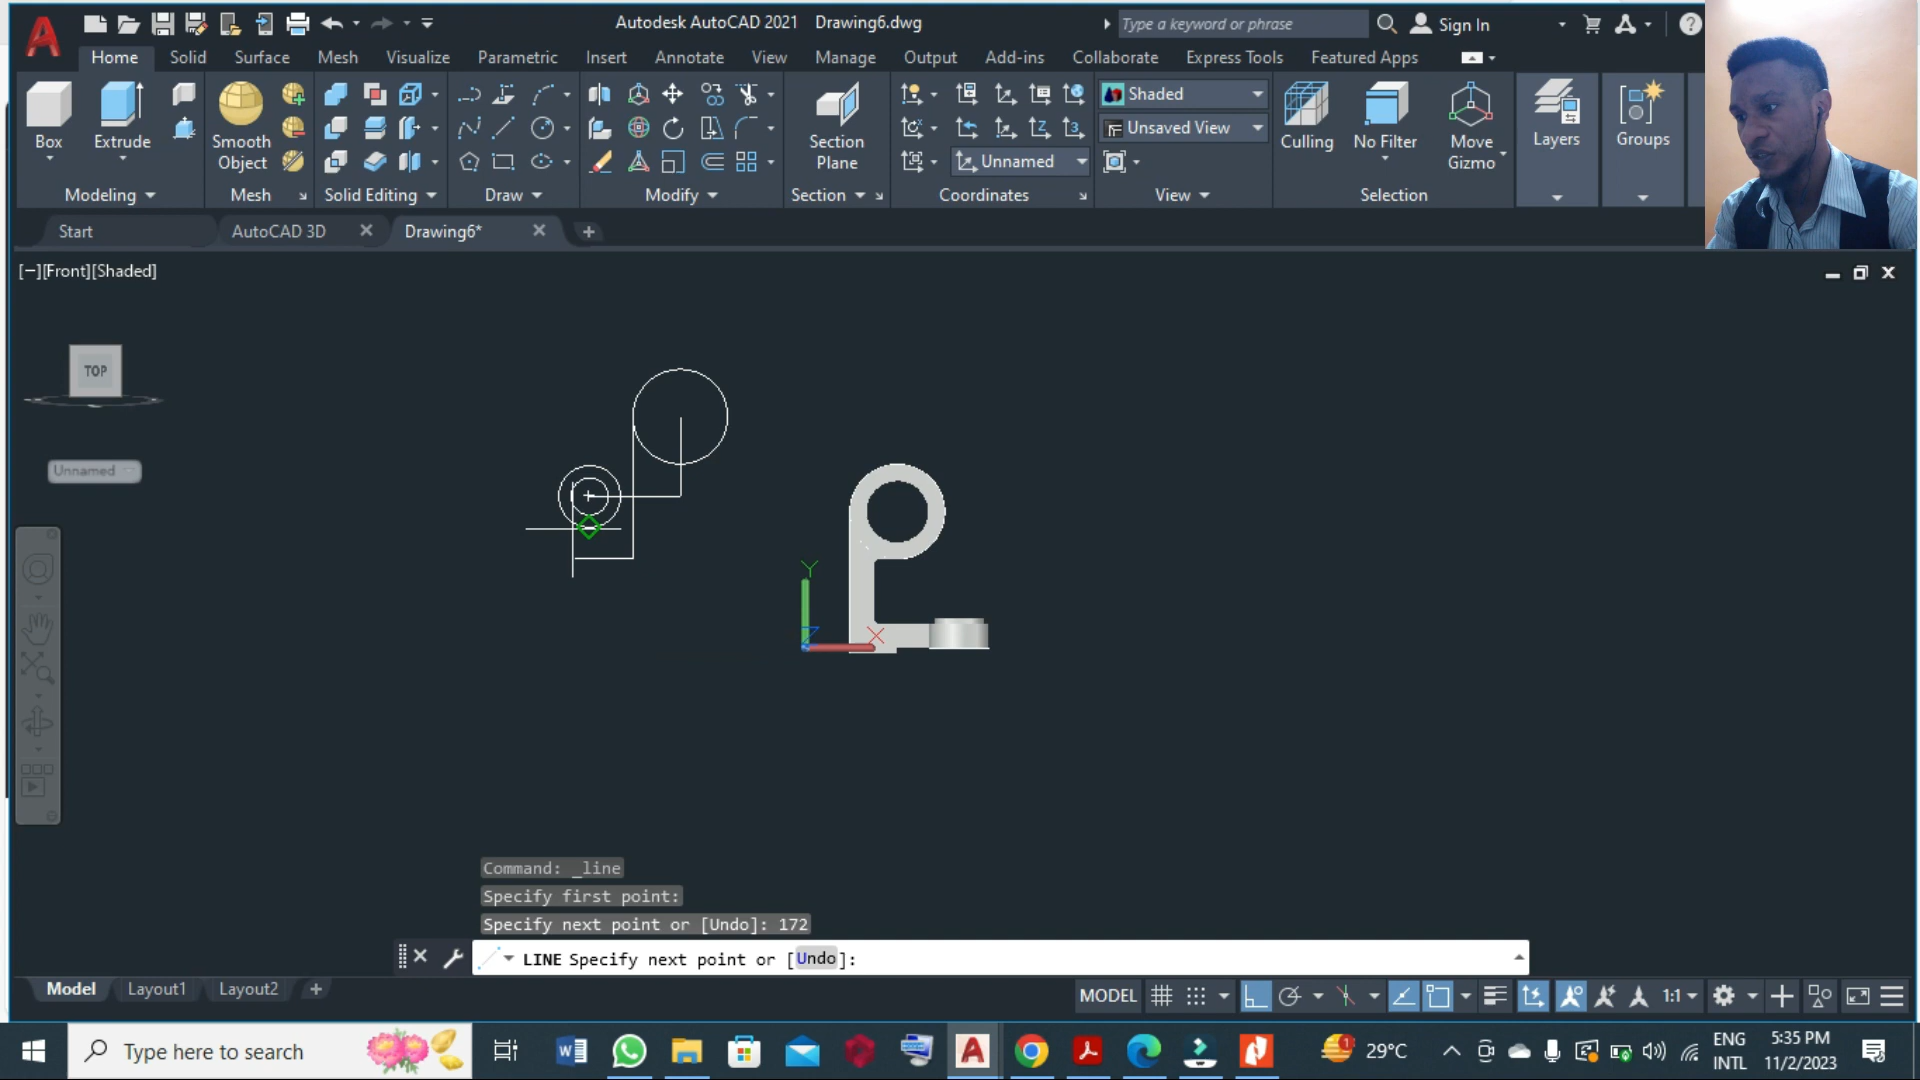 Autodesk AutoCAD 2021 Drawing6.dwg
Type a keyword or phrase
Sign In
Home Solid Surface Mesh Visualize Parametric Insert Annotate View Manage Output Add-ins Collaborate Express Tools Featured Apps
Box
Extrude
Smooth Object
Section Plane
Shaded
Unsaved View
Unnamed
Culling
No Filter
Move Gizmo
Layers
Groups
Modeling
Mesh
Solid Editing
Draw
Modify
Section
Coordinates
View
Selection
Start
AutoCAD 3D
Drawing6*
[−][Front][Shaded]
TOP
Unnamed
Y
X
Command: _line
Specify first point:
Specify next point or [Undo]: 172
LINE Specify next point or [Undo]:
Model Layout1 Layout2
MODEL
1:1
Type here to search
29°C
ENG
INTL
5:35 PM
11/2/2023